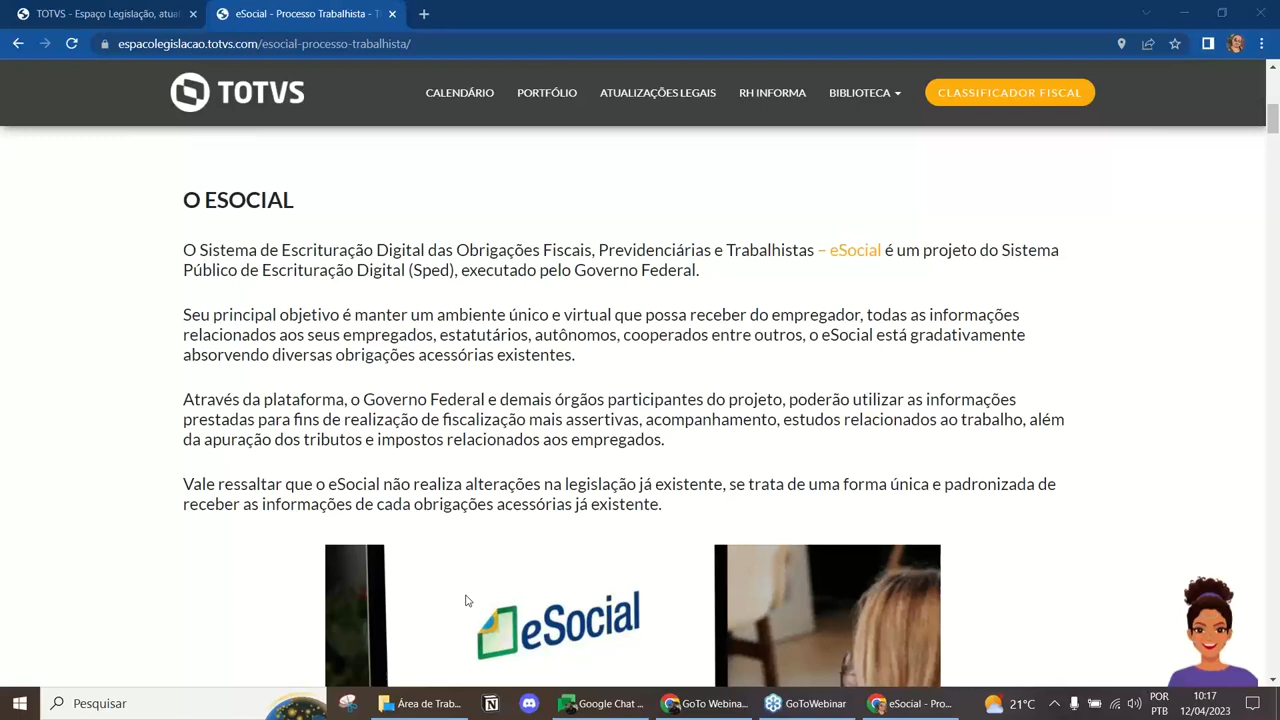 TOTVS - Espaço Legislação, atual
eSocial - Processo Trabalhista - T
espacolegislacao.totvs.com/esocial-processo-trabalhista/
TOTVS
CALENDÁRIO
PORTFÓLIO
ATUALIZAÇÕES LEGAIS
RH INFORMA
BIBLIOTECA
CLASSIFICADOR FISCAL
O ESOCIAL
O Sistema de Escrituração Digital das Obrigações Fiscais, Previdenciárias e Trabalhistas – eSocial é um projeto do Sistema
Público de Escrituração Digital (Sped), executado pelo Governo Federal.
Seu principal objetivo é manter um ambiente único e virtual que possa receber do empregador, todas as informações
relacionados aos seus empregados, estatutários, autônomos, cooperados entre outros, o eSocial está gradativamente
absorvendo diversas obrigações acessórias existentes.
Através da plataforma, o Governo Federal e demais órgãos participantes do projeto, poderão utilizar as informações
prestadas para fins de realização de fiscalização mais assertivas, acompanhamento, estudos relacionados ao trabalho, além
da apuração dos tributos e impostos relacionados aos empregados.
Vale ressaltar que o eSocial não realiza alterações na legislação já existente, se trata de uma forma única e padronizada de
receber as informações de cada obrigações acessórias já existente.
eSocial
Pesquisar
Área de Trab...
Google Chat ...
GoTo Webina...
GoToWebinar
eSocial - Pro...
21°C
POR
PTB
10:17
12/04/2023